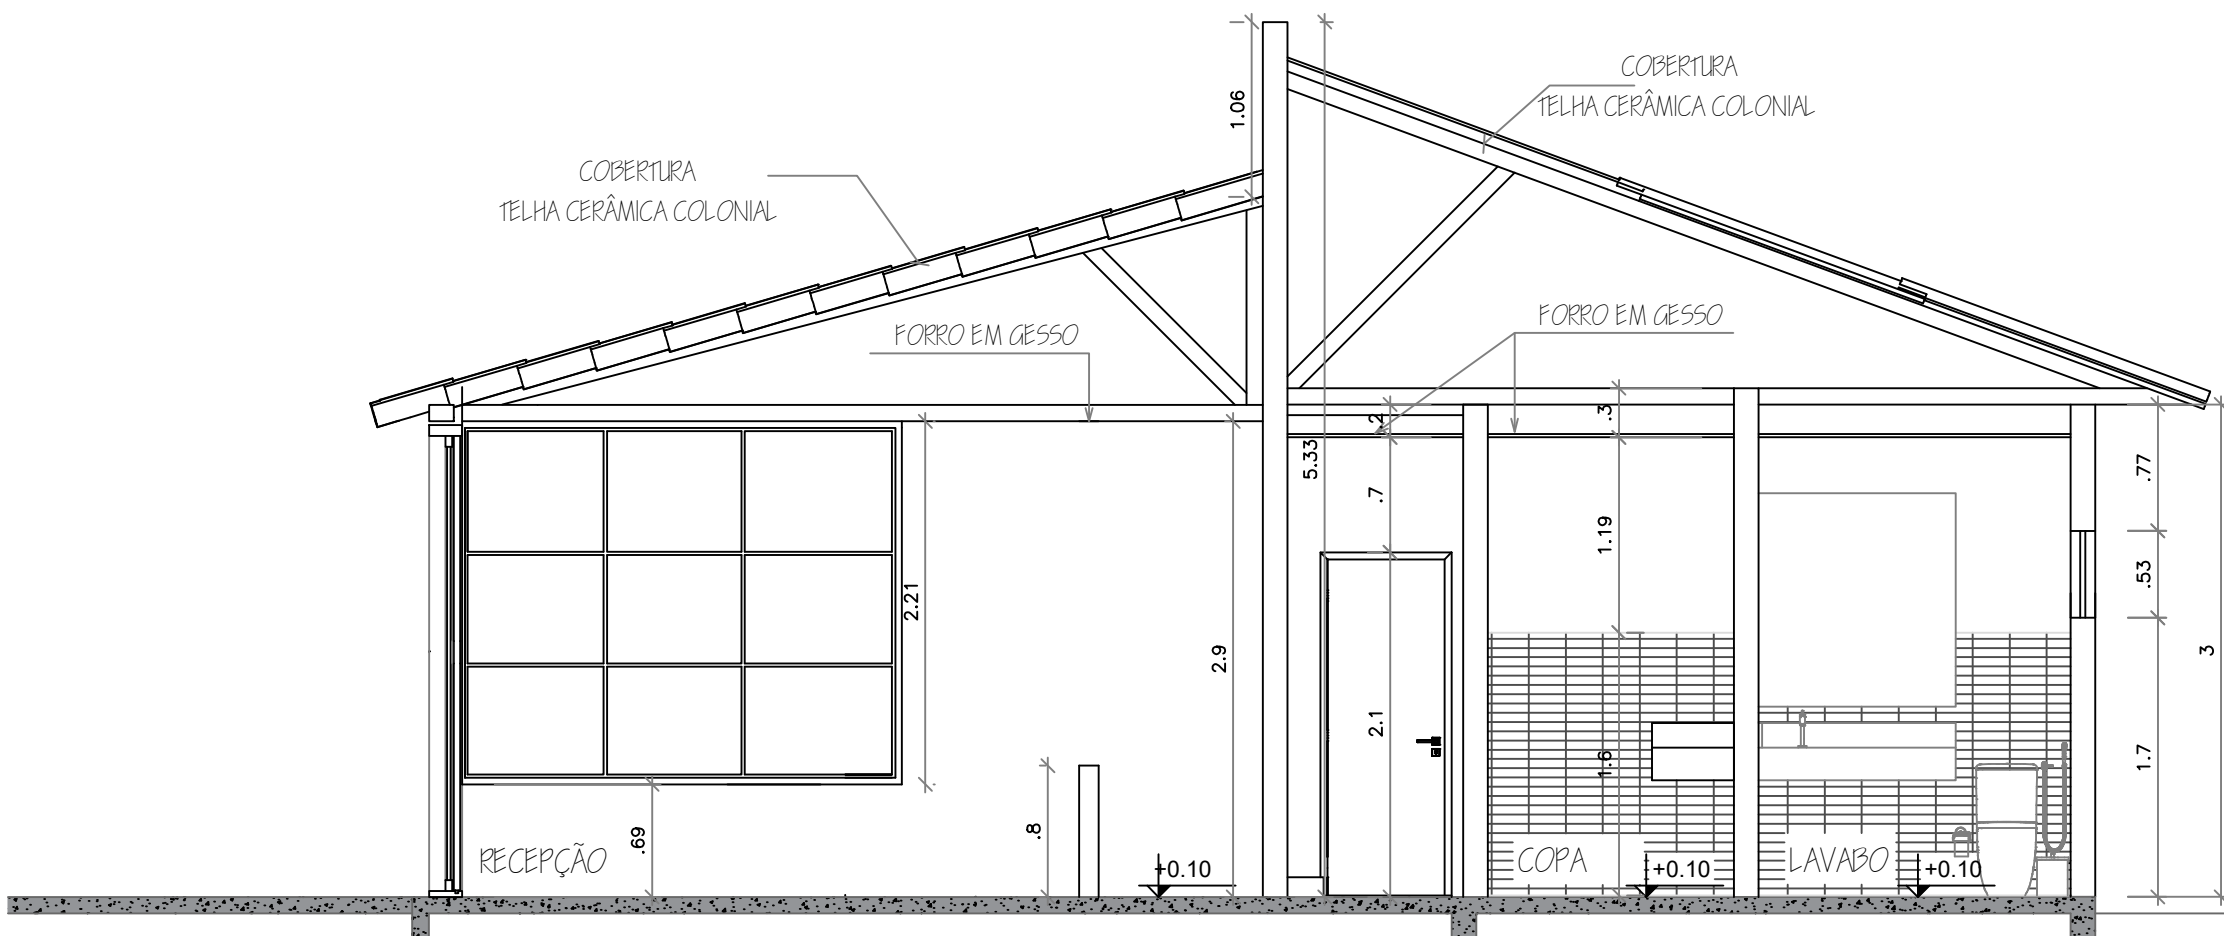 COBERTURA
TELHA CERÂMICA COLONIAL
1.06
COBERTURA
TELHA CERÂMICA COLONIAL
FORRO EM GESSO
FORRO EM GESSO
.2
.3
5.33
.7
.77
1.19
.53
2.21
2.9
3
2.1
1.6
1.7
.69
.8
RECEPÇÃO
COPA
LAVABO
+0.10
+0.10
+0.10